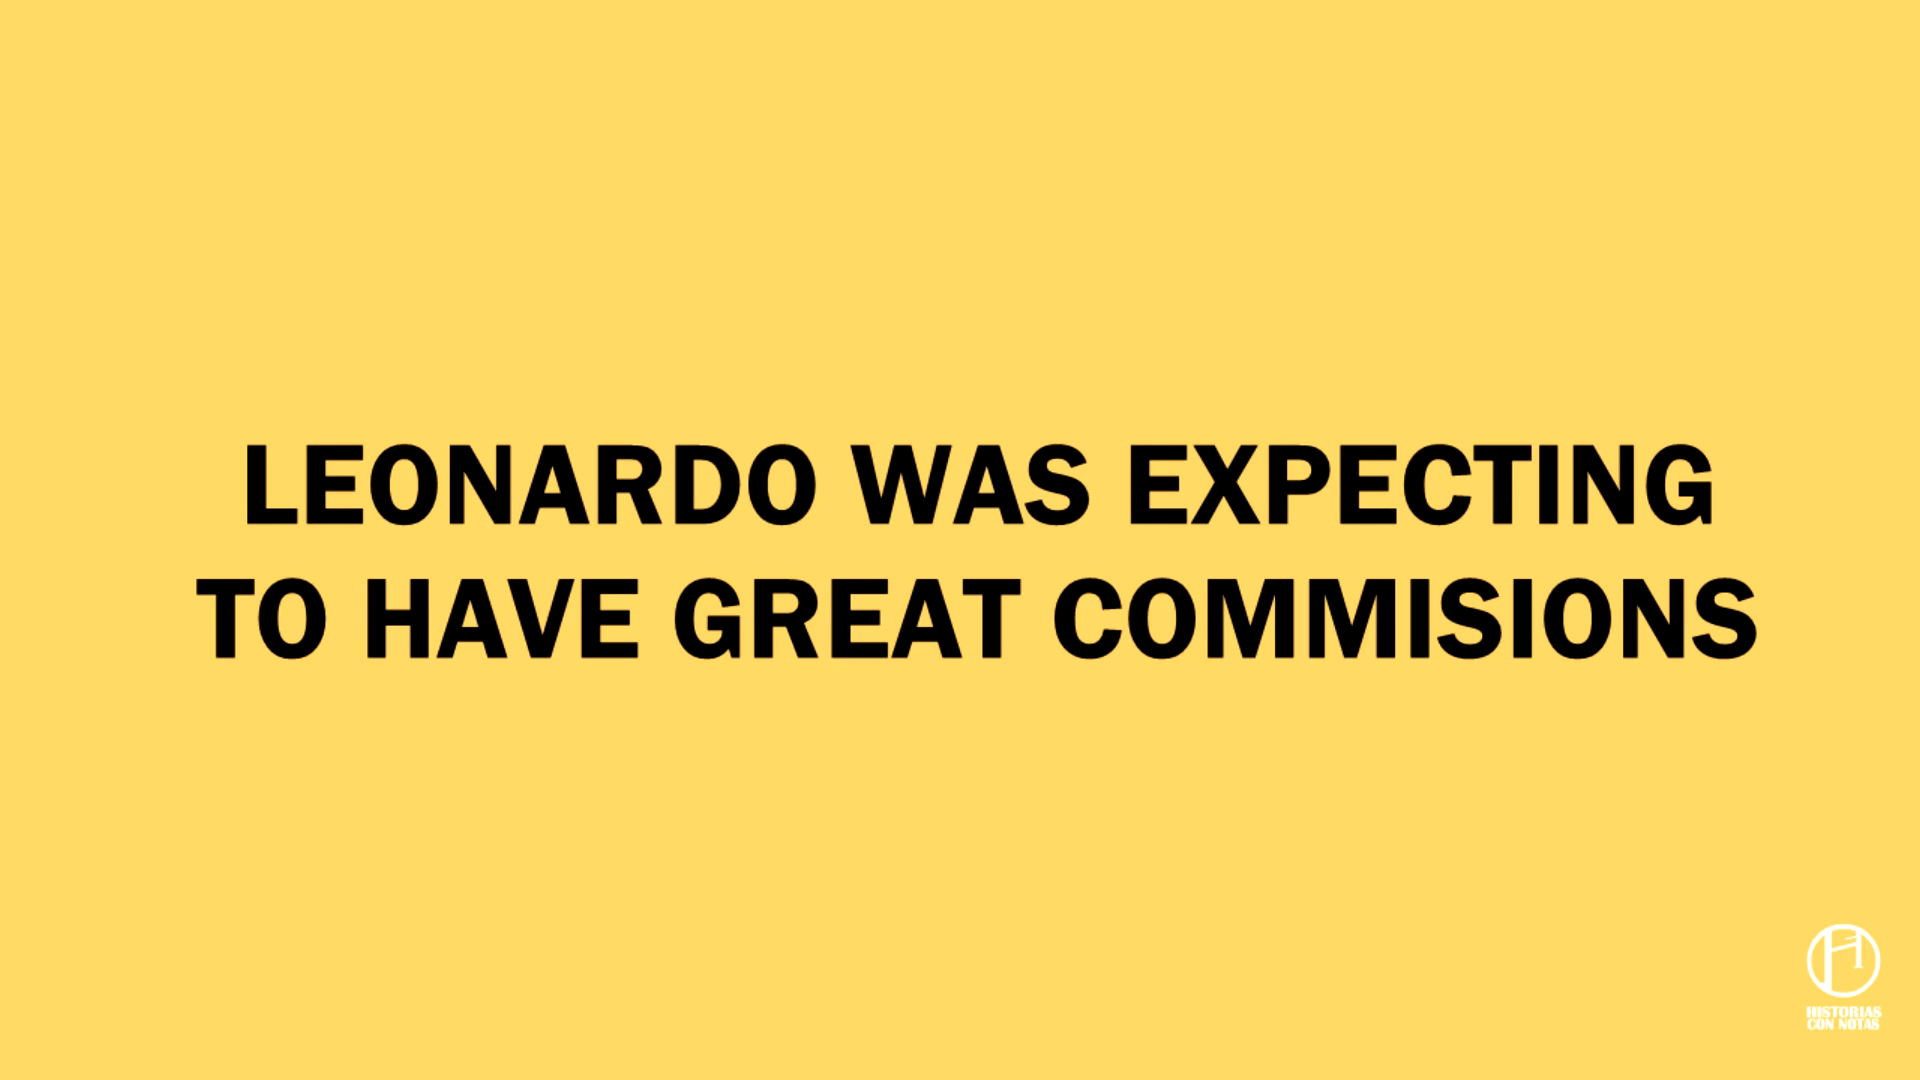 LEONARDO WAS EXPECTING
TO HAVE GREAT COMMISIONS
HISTORIAS
CON NOTAS